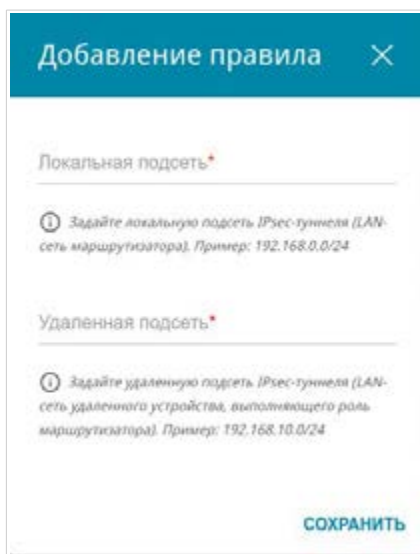 Добавление правила
Локальная подсеть*
Задайте локальную подсеть IPsec-туннеля (LAN-
сеть маршрутизатора). Пример: 192.168.0.0/24
Удаленная подсеть*
Задайте удаленную подсеть IPsec-туннеля (LAN-
сеть удаленного устройства, выполняющего роль
маршрутизатора). Пример: 192.168.10.0/24
СОХРАНИТЬ